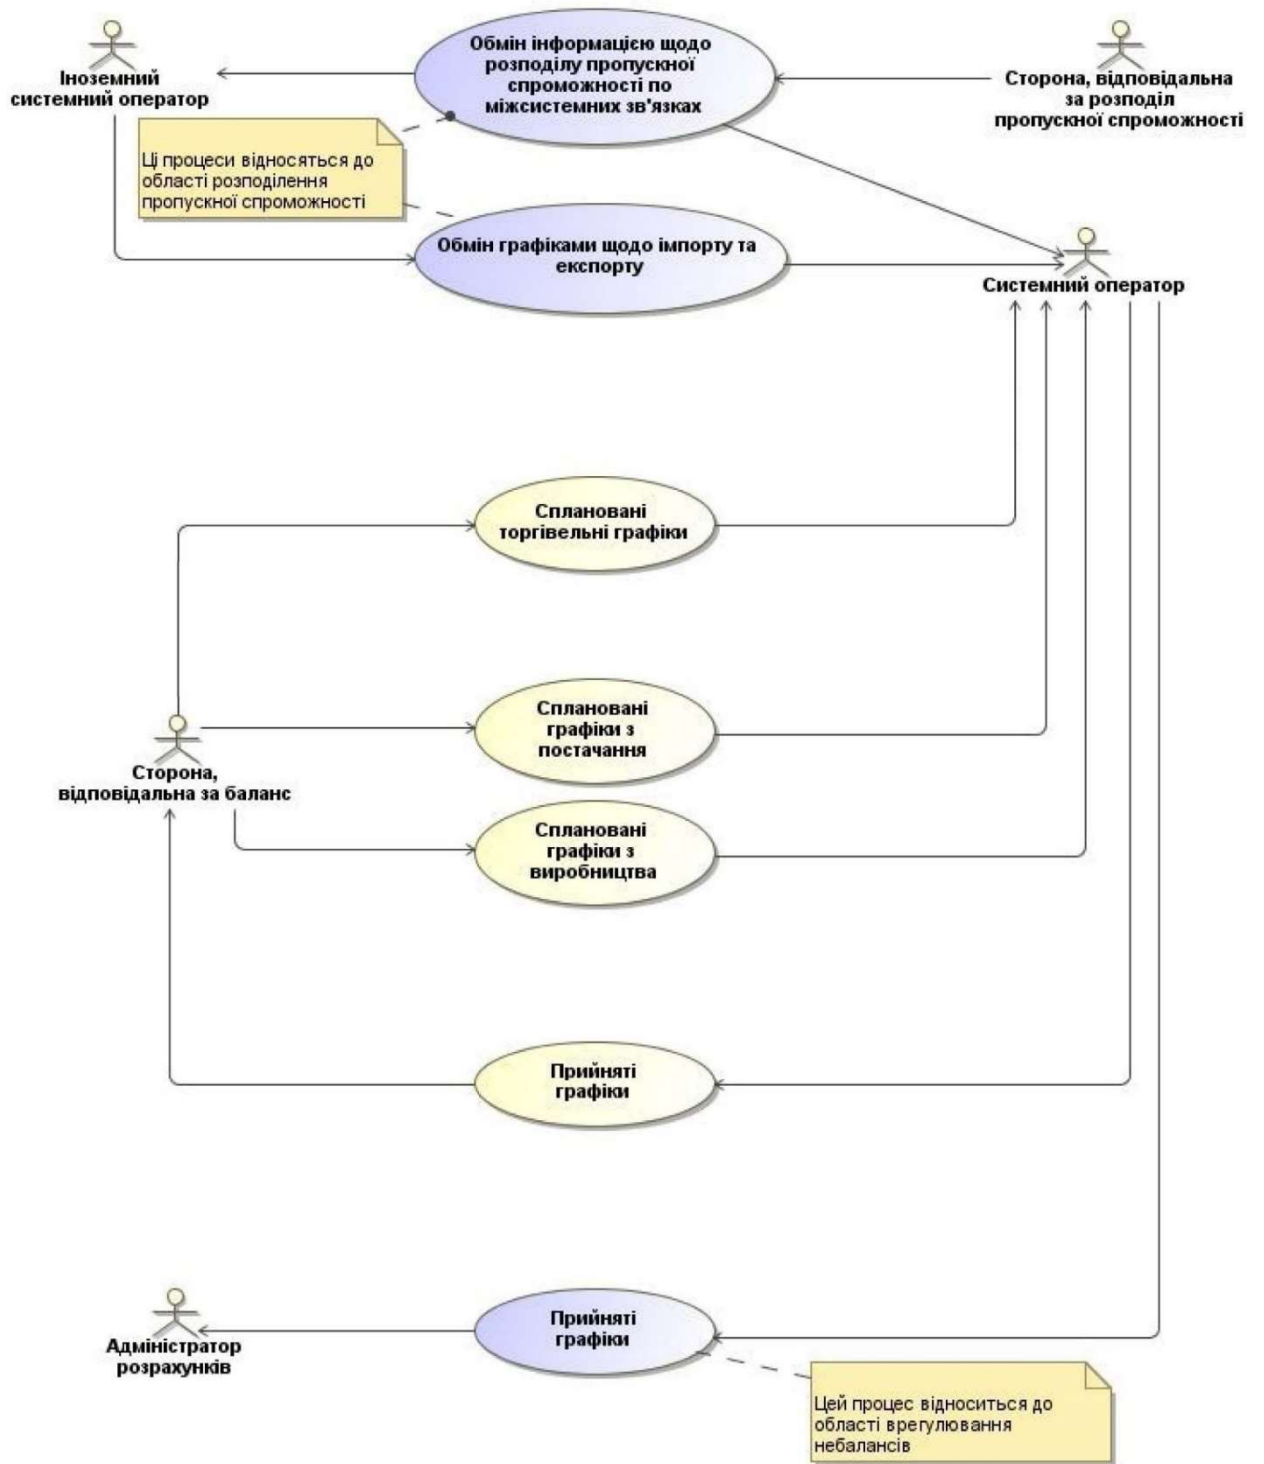 Обмін інформацією щодо
розподілу пропускної
спроможності по
міжсистемних зв'язках
Іноземний
системний оператор
Сторона, відповідальна
за розподіл
пропускної спроможності
Ці процеси відносяться до
області розподілення
пропускної спроможності
Обмін графіками щодо імпорту та
експорту
Системний оператор
Сплановані
торгівельні графіки
Сплановані
графіки з
постачання
Сторона,
відповідальна за баланс
Сплановані
графіки з
виробництва
Прийняті
графіки
Прийняті
графіки
Адміністратор
розрахунків
Цей процес відноситься до
області врегулювання
небалансів